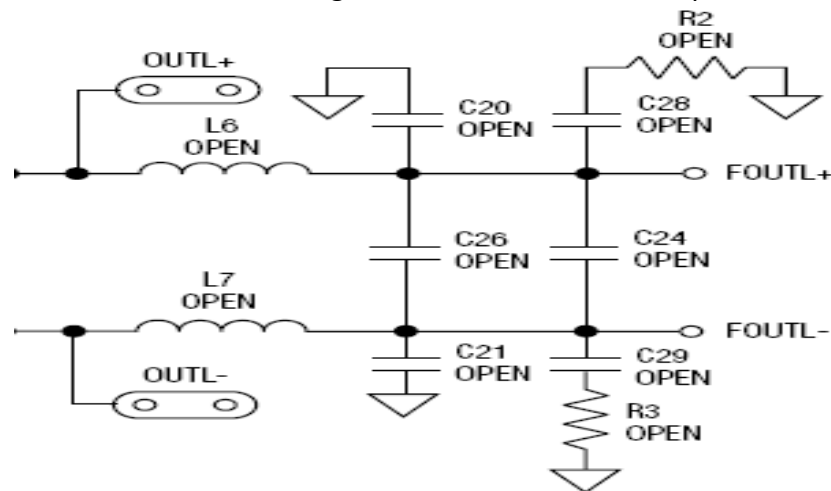 R2
OPEN
OUTL+
C20
OPEN
C28
OPEN
L6
OPEN
FOUTL+
C26
OPEN
C24
OPEN
L7
OPEN
FOUTL-
C21
OPEN
C29
OPEN
OUTL-
R3
OPEN